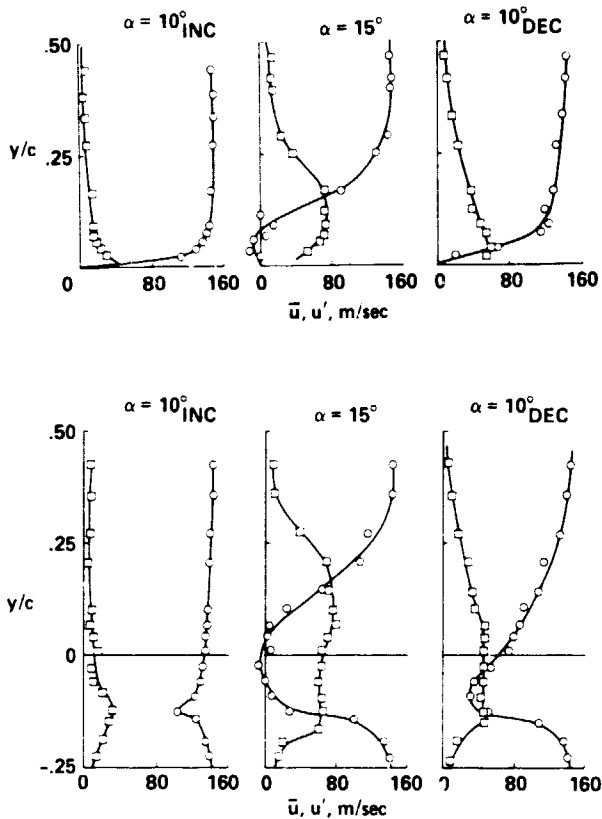 α = 10°INC
α = 15°
α = 10°DEC
.50
y/c
.25
0 80 160 0 80 160 0 80 160
ū, u′, m/sec
α = 10°INC
α = 15°
α = 10°DEC
.50
.25
y/c
0
-.25
0 80 160 0 80 160 0 80 160
ū, u′, m/sec